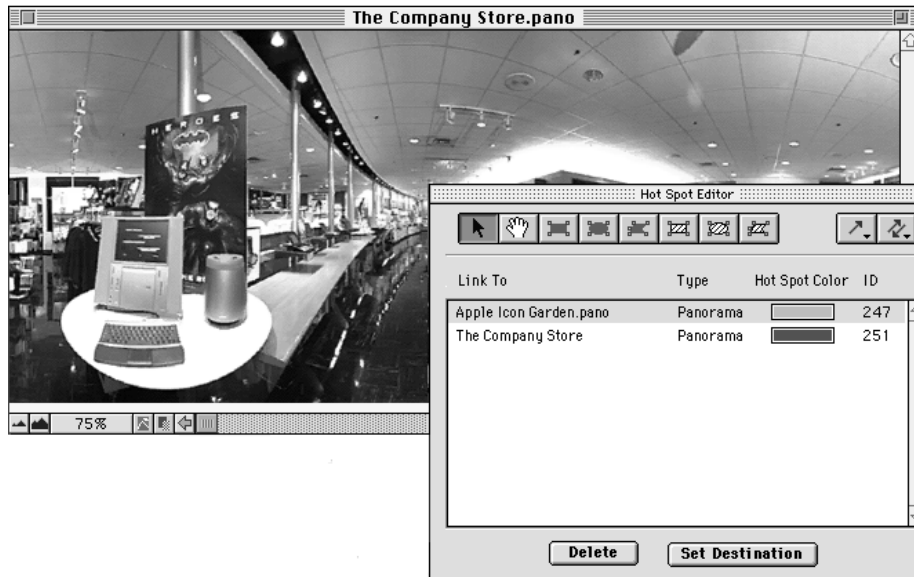 The Company Store.pano
HEROES
Hot Spot Editor
Link To Type Hot Spot Color ID
Apple Icon Garden.pano Panorama 247
The Company Store Panorama 251
75%
Delete Set Destination